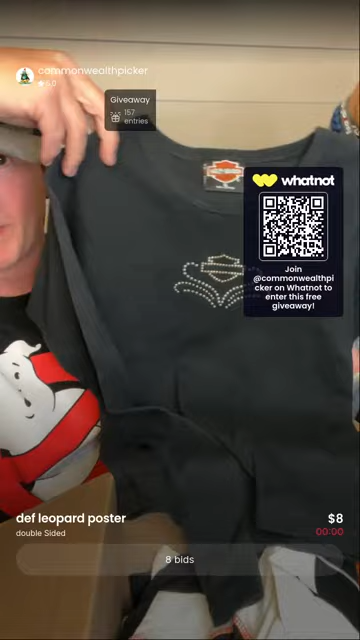 commonwealthpicker
5.0
Giveaway
157
entries
whatnot
Join
@commonwealthpi
cker on Whatnot to
enter this free
giveaway!
def leopard poster
$8
double Sided
00:00
8 bids